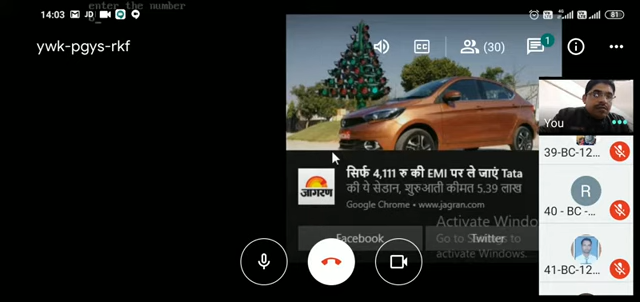 enter the number
14:03
JD
81
ywk-pgys-rkf
CC
(30)
1
You
39-BC-12...
सिर्फ 4,111 रु की EMI पर ले जाएं Tata
की ये सेडान, शुरुआती कीमत 5.39 लाख
जागरण
Google Chrome • www.jagran.com
R
40 - BC -...
Activate Windo
Go to S s to
activate Windows.
Facebook
Twitter
41-BC-12...